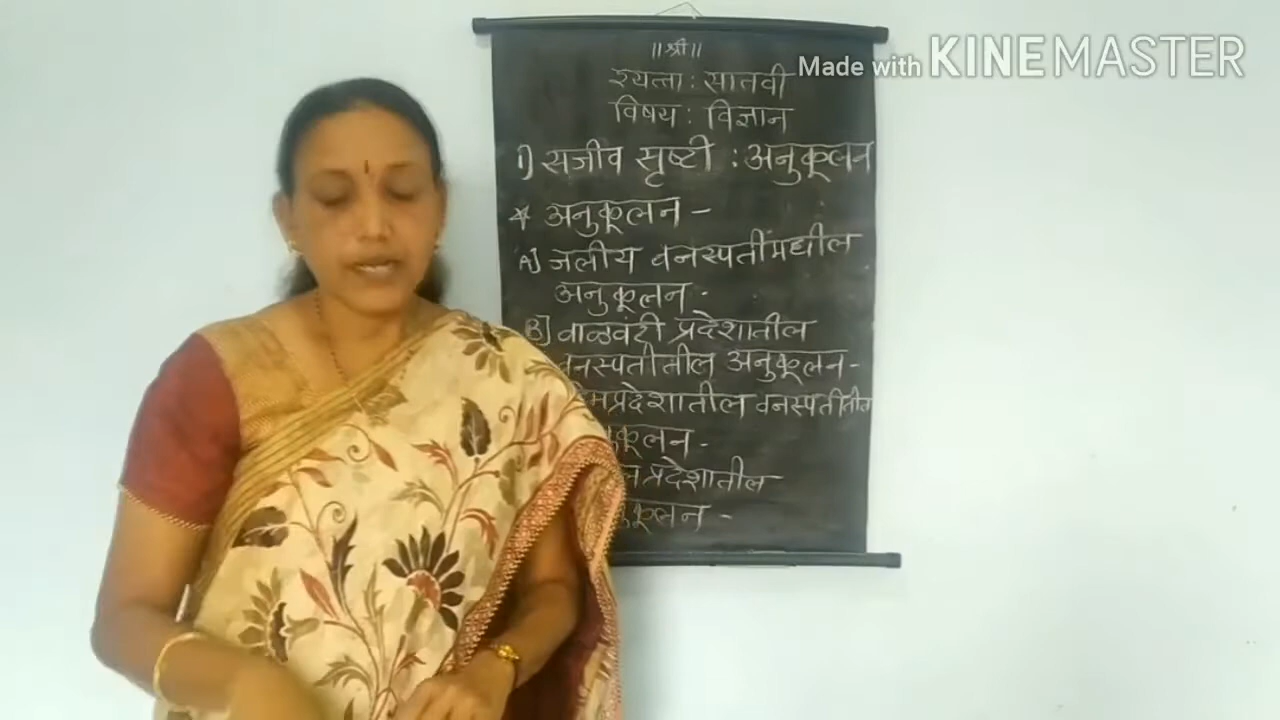 ॥श्री॥
Made with KINEMASTER
इयत्ता : सातवी
विषय : विज्ञान
1) सजीव सृष्टी : अनुकूलन
* अनुकूलन -
A] जलीय वनस्पतींमधील
अनुकूलन -
B] वाळवंटी प्रदेशातील
वनस्पतीतील अनुकूलन -
प्रदेशातील वनस्पतीतील
कूलन -
प्रदेशातील
कूलन -